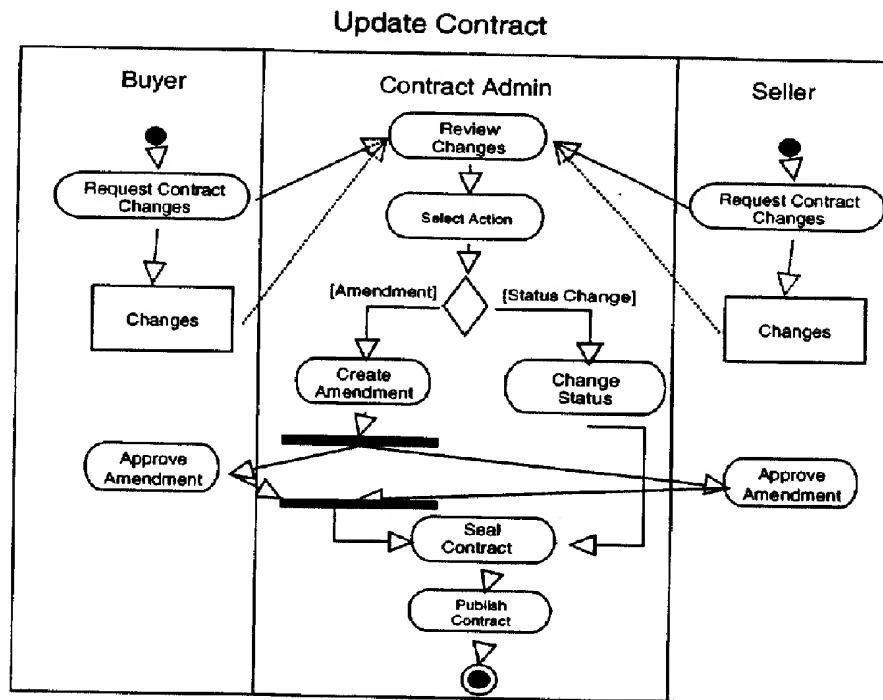 Update Contract
Buyer
Contract Admin
Seller
Review
Changes
Request Contract
Changes
Select Action
Request Contract
Changes
[Amendment]
[Status Change]
Changes
Changes
Create
Amendment
Change
Status
Approve
Amendment
Approve
Amendment
Seal
Contract
Publish
Contract